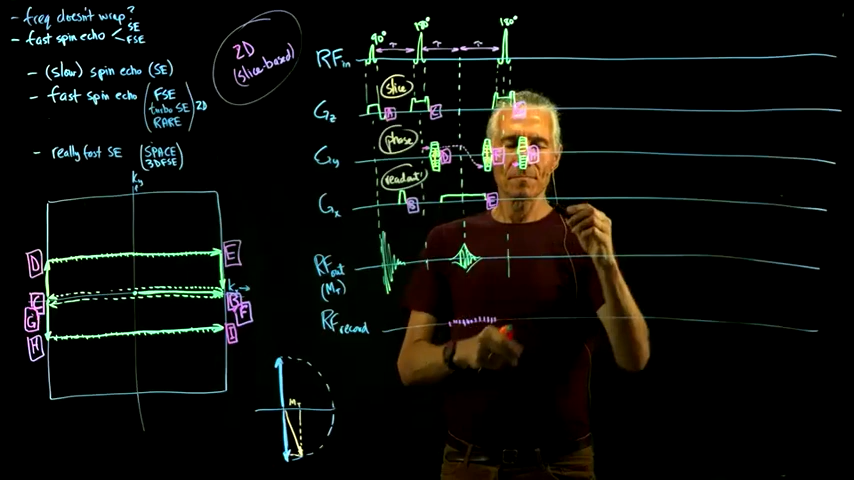 - freq doesn't wrap?
- fast spin echo < SE
FSE
- (slow) spin echo (SE)
- fast spin echo (FSE
turbo SE
RARE) 2D
- really fast SE (SPACE
3DFSE)
2D
(slice-based)
90°
180°
180°
τ
τ
τ
RFin
slice
Gz
A
C
phase
Gy
D
readout
Gx
B
E
RFout
(MT)
RFrecord
ky
D
E
C
kx
B
F
G
H
I
MT